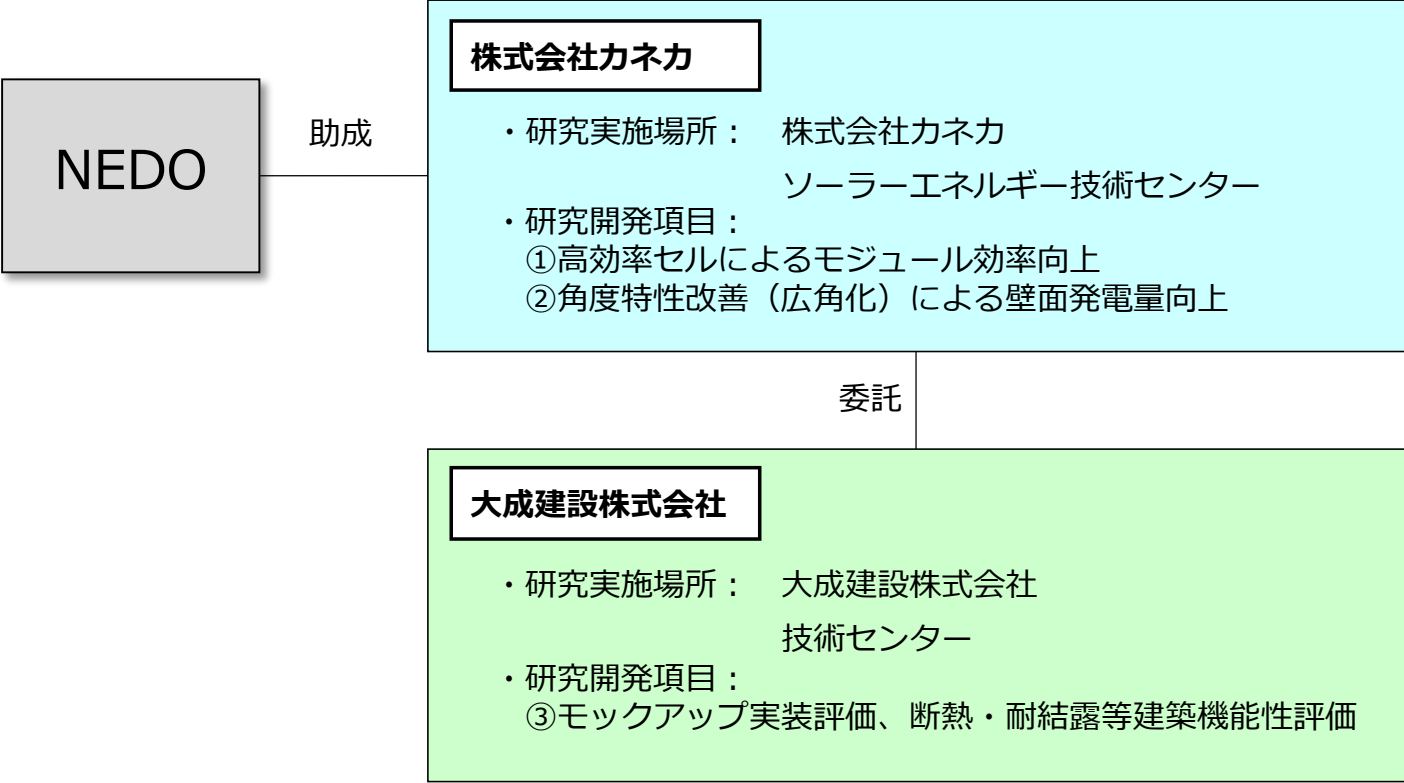 NEDO
助成
株式会社カネカ
・研究実施場所： 株式会社カネカ
ソーラーエネルギー技術センター
・研究開発項目：
①高効率セルによるモジュール効率向上
②角度特性改善（広角化）による壁面発電量向上
委託
大成建設株式会社
・研究実施場所： 大成建設株式会社
技術センター
・研究開発項目：
③モックアップ実装評価、断熱・耐結露等建築機能性評価